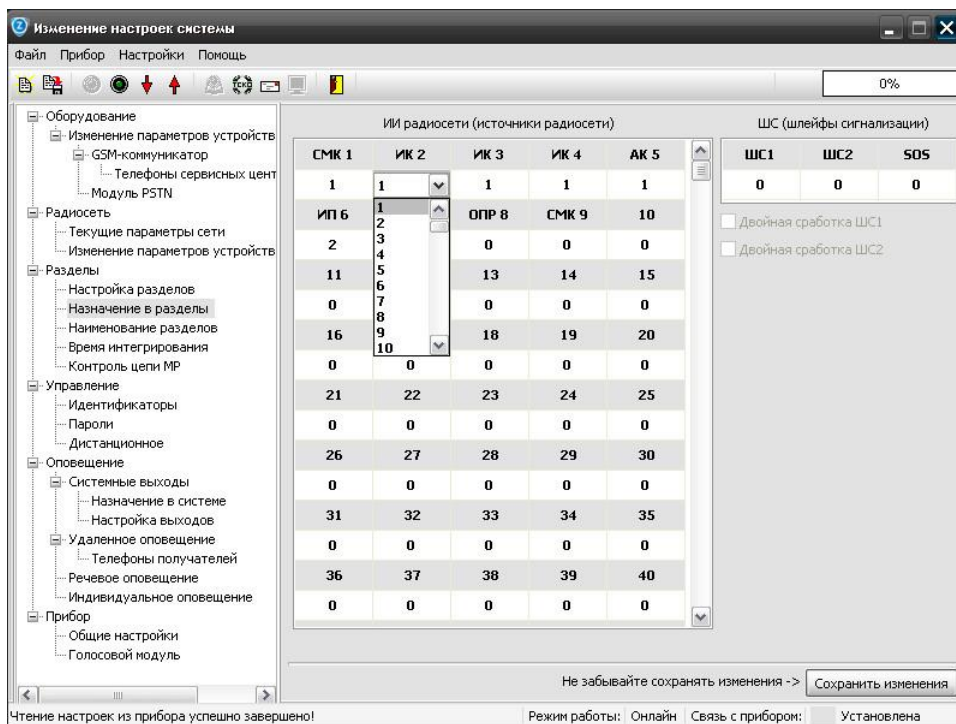 Изменение настроек системы
Файл Прибор Настройки Помощь
0%
Оборудование
Изменение параметров устройств
GSM-коммуникатор
Телефоны сервисных цент
Модуль PSTN
Радиосеть
Текущие параметры сети
Изменение параметров устройств
Разделы
Настройка разделов
Назначение в разделы
Наименование разделов
Время интегрирования
Контроль цепи МР
Управление
Идентификаторы
Пароли
Дистанционное
Оповещение
Системные выходы
Назначение в системе
Настройка выходов
Удаленное оповещение
Телефоны получателей
Речевое оповещение
Индивидуальное оповещение
Прибор
Общие настройки
Голосовой модуль
ИИ радиосети (источники радиосети)
СМК 1 ИК 2 ИК 3 ИК 4 АК 5
1 1 1 1 1
ИП 6 ОПР 8 СМК 9 10
2 0 0 0
11 13 14 15
0 0 0 0
16 18 19 20
0 0 0 0 0
1
2
3
4
5
6
7
8
9
10
21 22 23 24 25
0 0 0 0 0
26 27 28 29 30
0 0 0 0 0
31 32 33 34 35
0 0 0 0 0
36 37 38 39 40
0 0 0 0 0
ШС (шлейфы сигнализации)
ШС1 ШС2 SOS
0 0 0
Двойная сработка ШС1
Двойная сработка ШС2
Не забывайте сохранять изменения -> Сохранить изменения
Чтение настроек из прибора успешно завершено! Режим работы: Онлайн Связь с прибором: Установлена